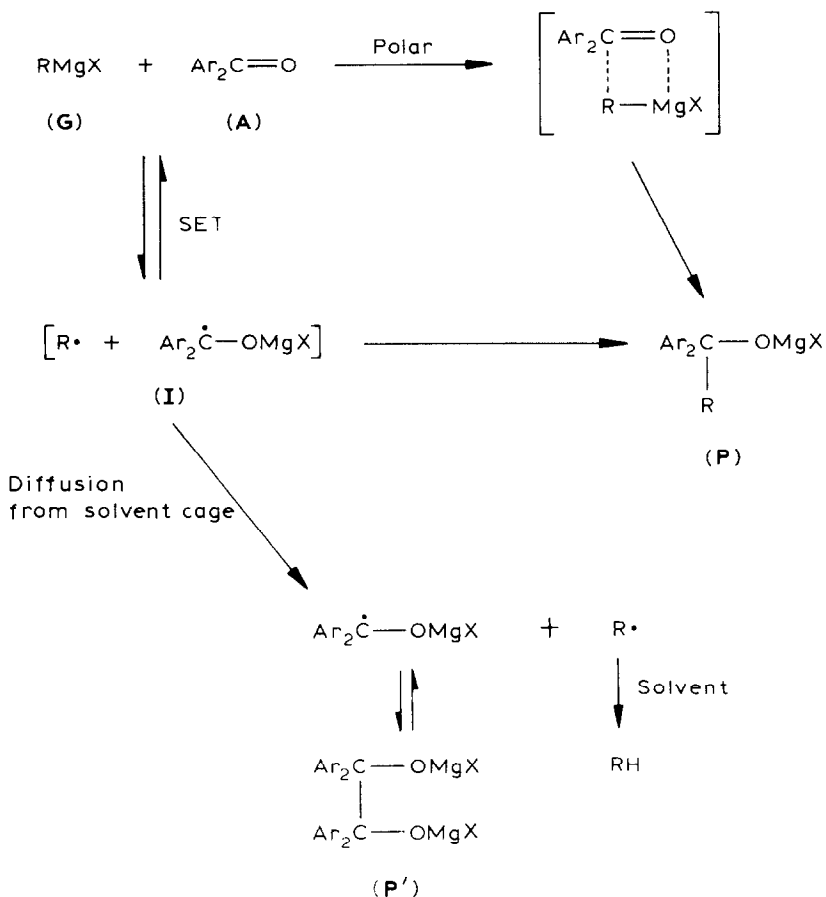 RMgX + Ar₂C=O Polar Ar₂C=O
R—MgX
(G) (A)
SET
[R• + Ar₂Ċ—OMgX] Ar₂C—OMgX
R
(I) (P)
Diffusion
from solvent cage
Ar₂Ċ—OMgX + R•
Solvent
Ar₂C—OMgX RH
Ar₂C—OMgX
(P')